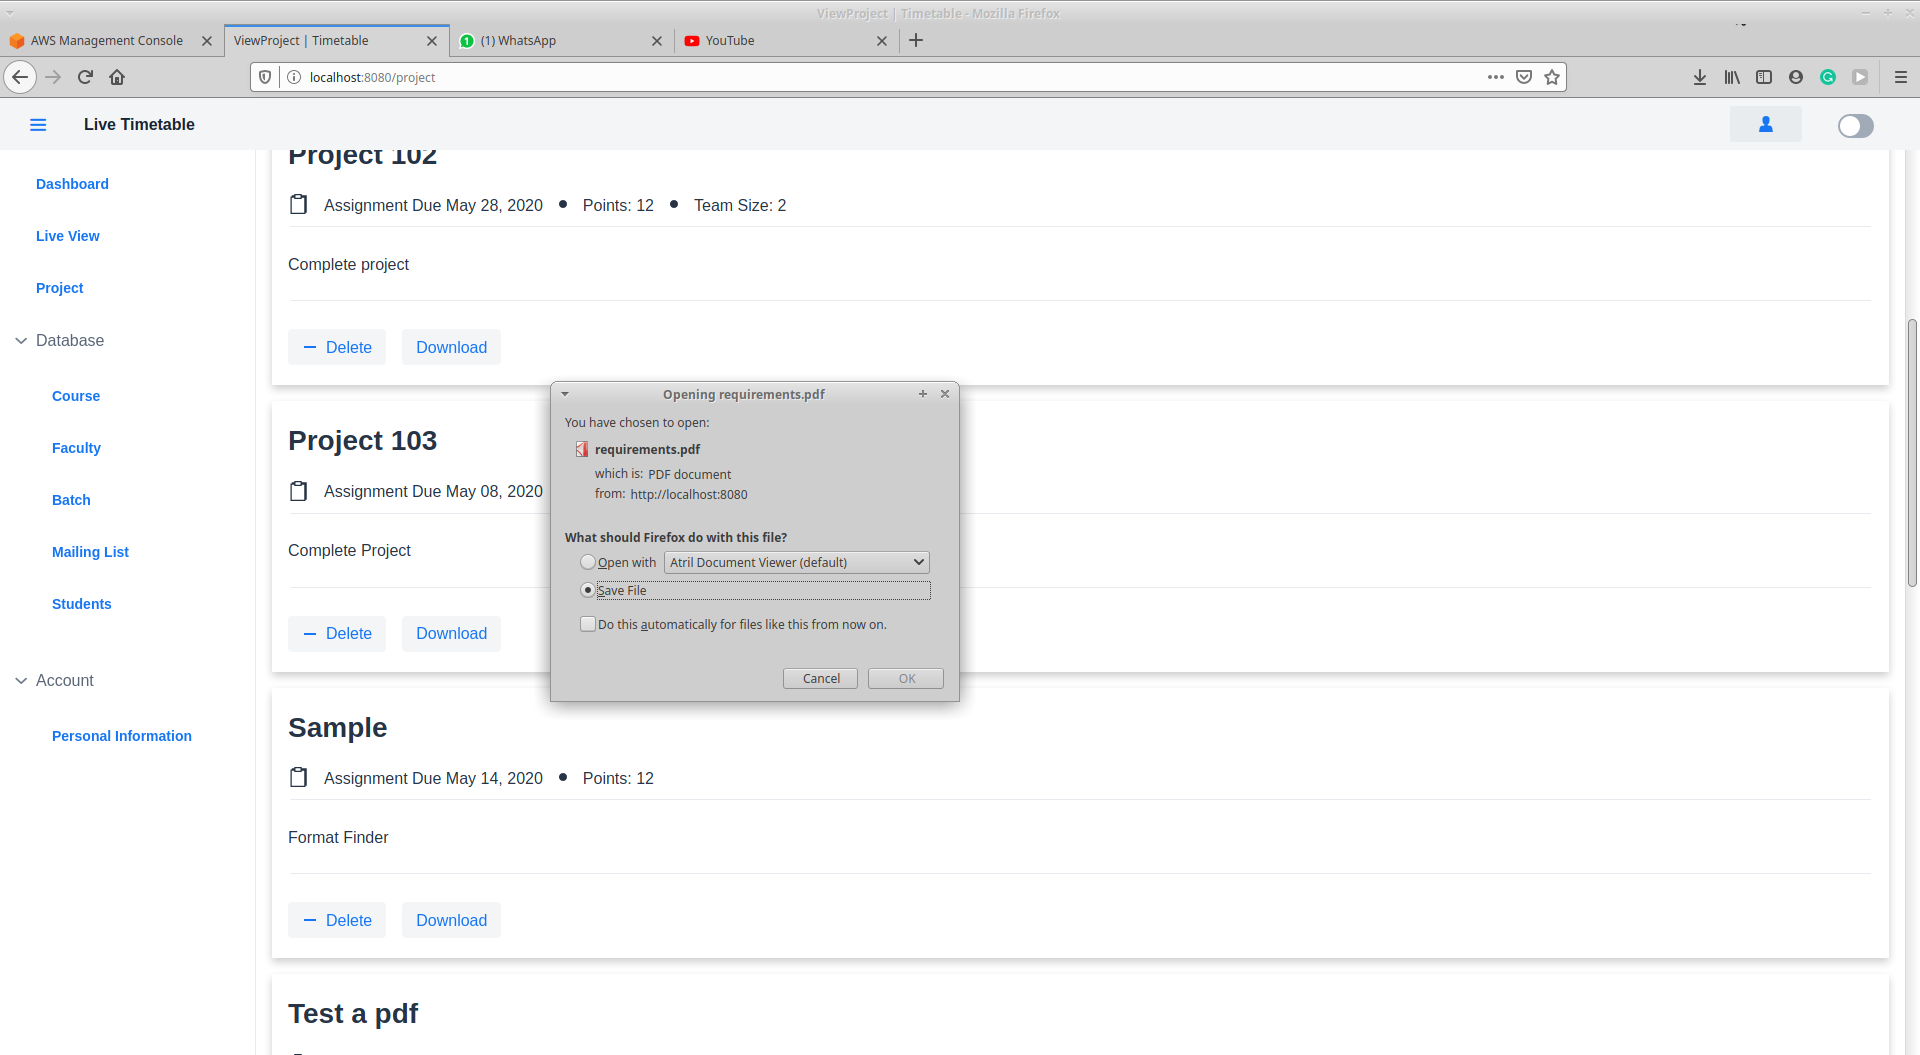 ViewProject | Timetable - Mozilla Firefox
AWS Management Console
ViewProject | Timetable
(1) WhatsApp
YouTube
localhost:8080/project
Live Timetable
Dashboard
Live View
Project
Database
Course
Faculty
Batch
Mailing List
Students
Account
Personal Information
Project 102
Assignment Due May 28, 2020 • Points: 12 • Team Size: 2
Complete project
Delete
Download
Project 103
Assignment Due May 08, 2020
Complete Project
Delete
Download
Opening requirements.pdf
You have chosen to open:
requirements.pdf
which is: PDF document
from: http://localhost:8080
What should Firefox do with this file?
Open with Atril Document Viewer (default)
Save File
Do this automatically for files like this from now on.
Cancel
OK
Sample
Assignment Due May 14, 2020 • Points: 12
Format Finder
Delete
Download
Test a pdf